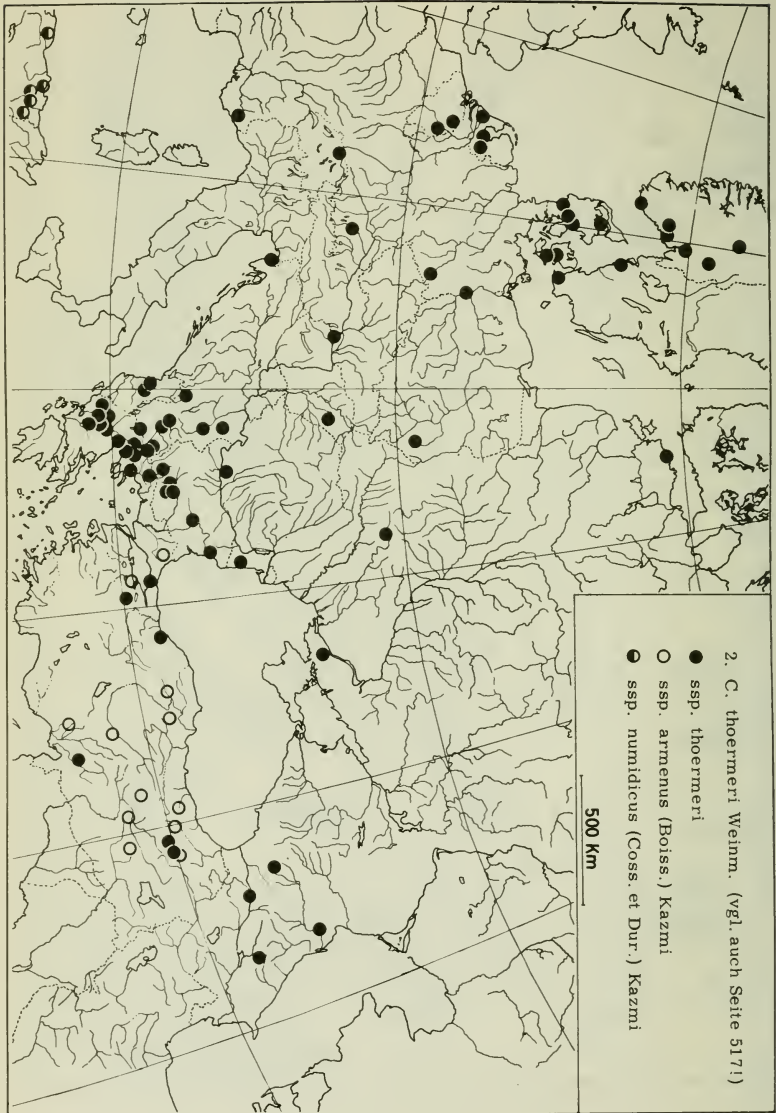 2. C. thoermeri Weinm. (vgl. auch Seite 517!)
● ssp. thoermeri
○ ssp. armenus (Boiss.) Kazmi
◒ ssp. numidicus (Coss. et Dur.) Kazmi
500 Km